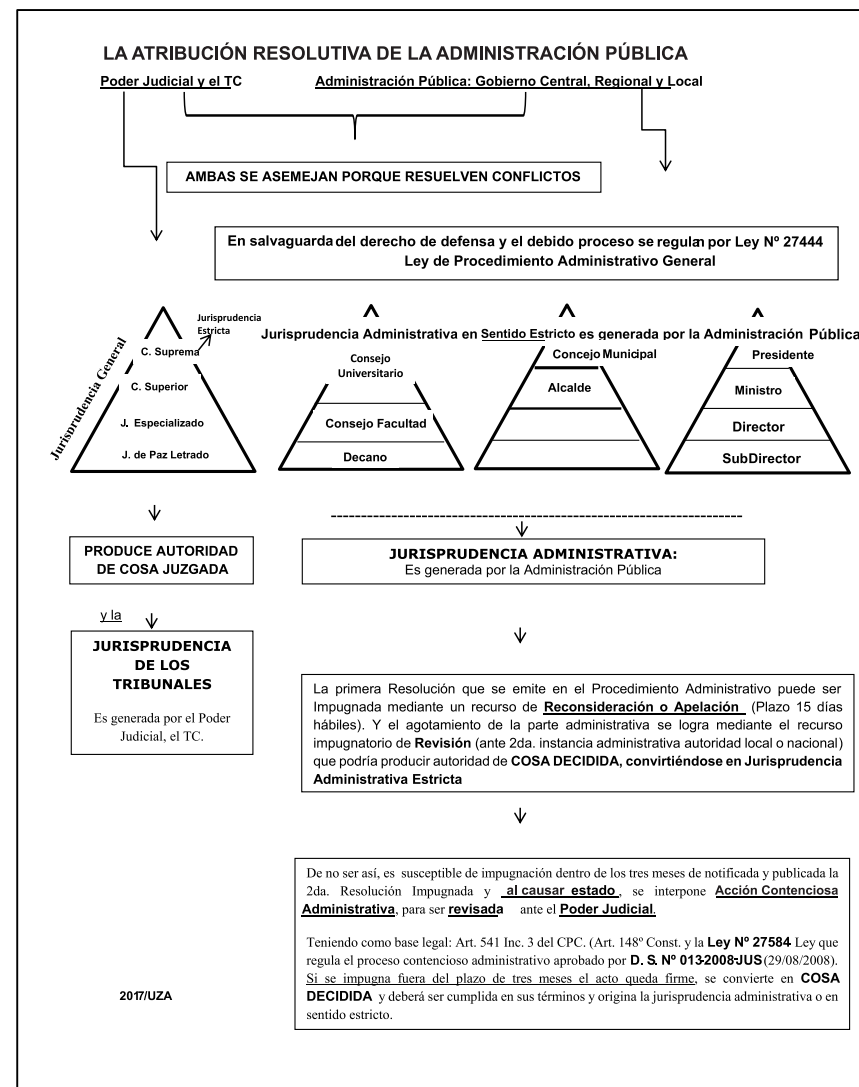 LA ATRIBUCIÓN RESOLUTIVA DE LA ADMINISTRACIÓN PÚBLICA
Poder Judicial y el TC
Administración Pública: Gobierno Central, Regional y Local
AMBAS SE ASEMEJAN PORQUE RESUELVEN CONFLICTOS
En salvaguarda del derecho de defensa y el debido proceso se regulan por Ley Nº 27444
Ley de Procedimiento Administrativo General
Jurisprudencia General
Jurisprudencia
Estricta
C. Suprema
C. Superior
J. Especializado
J. de Paz Letrado
Jurisprudencia Administrativa en Sentido Estricto es generada por la Administración Pública
Consejo
Universitario
Consejo Facultad
Decano
Concejo Municipal
Alcalde
Presidente
Ministro
Director
SubDirector
PRODUCE AUTORIDAD
DE COSA JUZGADA
JURISPRUDENCIA ADMINISTRATIVA:
Es generada por la Administración Pública
y la
JURISPRUDENCIA
DE LOS
TRIBUNALES
Es generada por el Poder
Judicial, el TC.
La primera Resolución que se emite en el Procedimiento Administrativo puede ser
Impugnada mediante un recurso de Reconsideración o Apelación (Plazo 15 días
hábiles). Y el agotamiento de la parte administrativa se logra mediante el recurso
impugnatorio de Revisión (ante 2da. instancia administrativa autoridad local o nacional)
que podría producir autoridad de COSA DECIDIDA, convirtiéndose en Jurisprudencia
Administrativa Estricta
De no ser así, es susceptible de impugnación dentro de los tres meses de notificada y publicada la
2da. Resolución Impugnada y al causar estado, se interpone Acción Contenciosa
Administrativa, para ser revisada ante el Poder Judicial.
Teniendo como base legal: Art. 541 Inc. 3 del CPC. (Art. 148º Const. y la Ley Nº 27584 Ley que
regula el proceso contencioso administrativo aprobado por D. S. Nº 013-2008-JUS (29/08/2008).
Si se impugna fuera del plazo de tres meses el acto queda firme, se convierte en COSA
DECIDIDA y deberá ser cumplida en sus términos y origina la jurisprudencia administrativa o en
sentido estricto.
2017/UZA